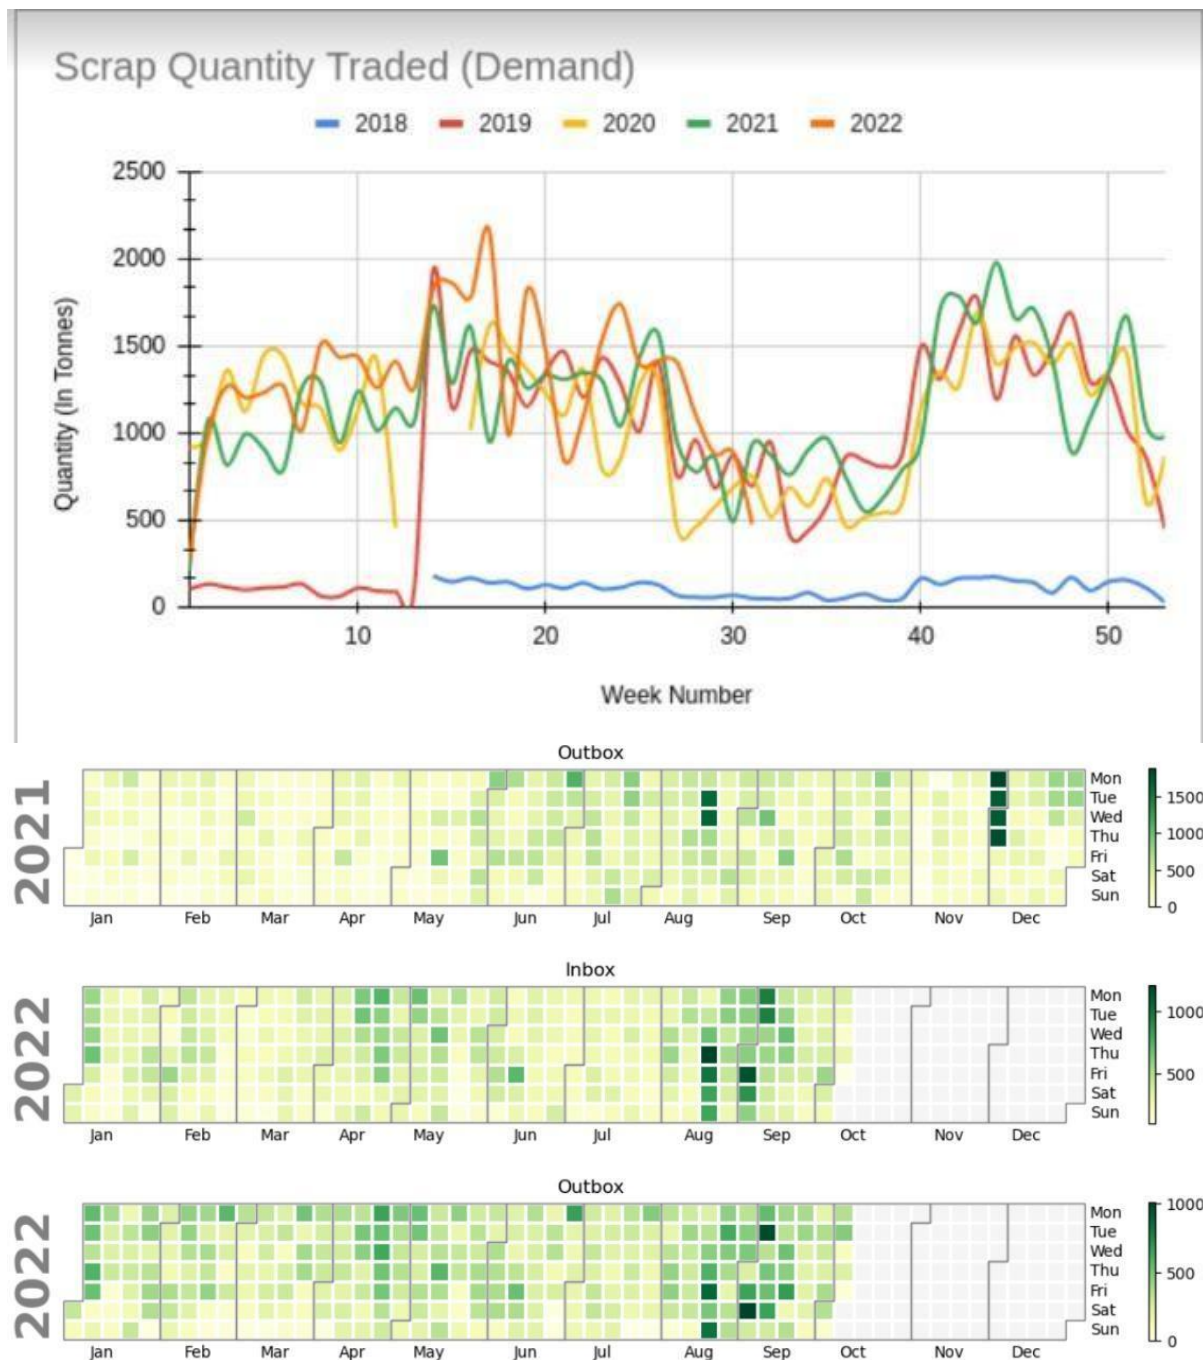 Scrap Quantity Traded (Demand)
2018 2019 2020 2021 2022
2500
2000
1500
1000
500
0
Quantity (In Tonnes)
10 20 30 40 50
Week Number
Outbox
2021
Mon
Tue
Wed
Thu
Fri
Sat
Sun
1500
1000
500
0
Jan Feb Mar Apr May Jun Jul Aug Sep Oct Nov Dec
Inbox
2022
Mon
Tue
Wed
Thu
Fri
Sat
Sun
1000
500
Jan Feb Mar Apr May Jun Jul Aug Sep Oct Nov Dec
Outbox
2022
Mon
Tue
Wed
Thu
Fri
Sat
Sun
1000
500
0
Jan Feb Mar Apr May Jun Jul Aug Sep Oct Nov Dec